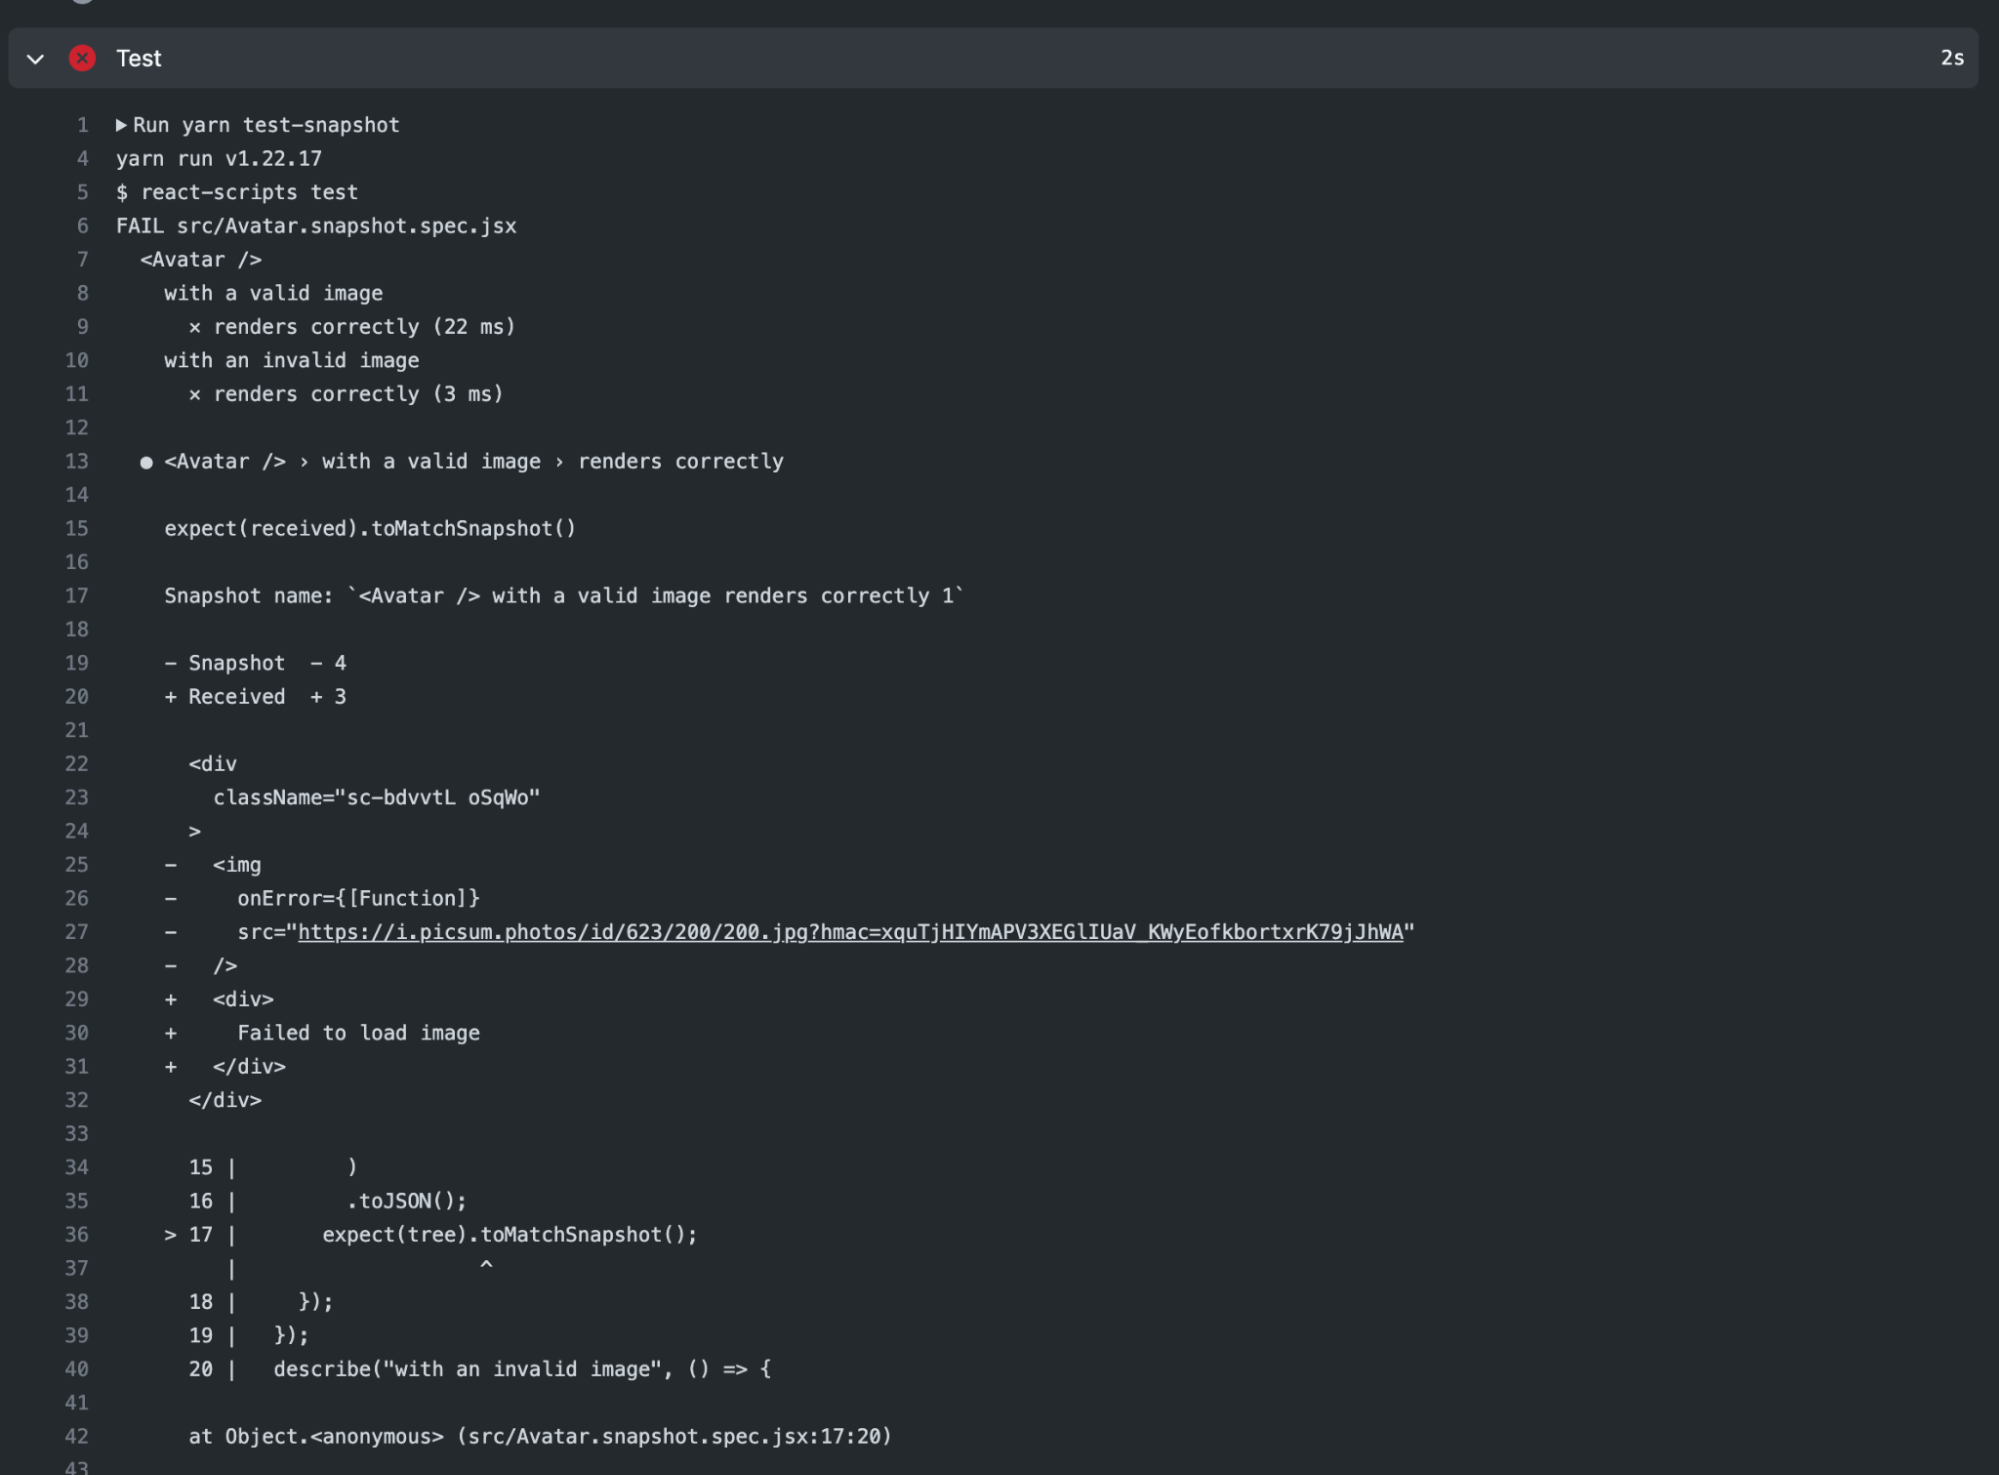 Test 2s
1 ▶ Run yarn test-snapshot
4 yarn run v1.22.17
5 $ react-scripts test
6 FAIL src/Avatar.snapshot.spec.jsx
7 <Avatar />
8 with a valid image
9 × renders correctly (22 ms)
10 with an invalid image
11 × renders correctly (3 ms)
12
13 ● <Avatar /> › with a valid image › renders correctly
14
15 expect(received).toMatchSnapshot()
16
17 Snapshot name: `<Avatar /> with a valid image renders correctly 1`
18
19 - Snapshot - 4
20 + Received + 3
21
22 <div
23 className="sc-bdvvtL oSqWo"
24 >
25 - <img
26 - onError={[Function]}
27 - src="https://i.picsum.photos/id/623/200/200.jpg?hmac=xquTjHIYmAPV3XEGlIUaV_KWyEofkbortxrK79jJhWA"
28 - />
29 + <div>
30 + Failed to load image
31 + </div>
32 </div>
33
34 15 | )
35 16 | .toJSON();
36 > 17 | expect(tree).toMatchSnapshot();
37 | ^
38 18 | });
39 19 | });
40 20 | describe("with an invalid image", () => {
41
42 at Object.<anonymous> (src/Avatar.snapshot.spec.jsx:17:20)
43